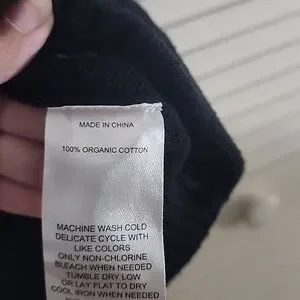 MADE IN CHINA
100% ORGANIC COTTON
MACHINE WASH COLD
DELICATE CYCLE WITH
LIKE COLORS
ONLY NON-CHLORINE
BLEACH WHEN NEEDED
TUMBLE DRY LOW
OR LAY FLAT TO DRY
COOL IRON WHEN NEEDED